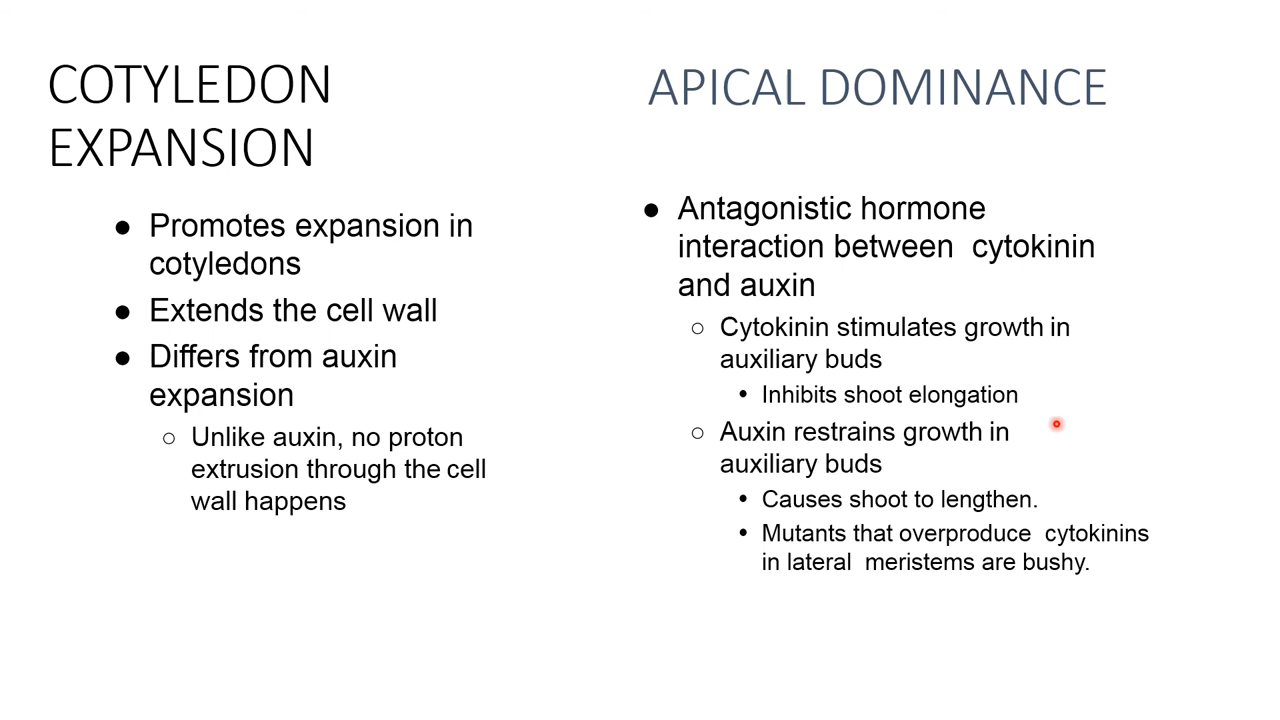 COTYLEDON
EXPANSION
● Promotes expansion in
cotyledons
● Extends the cell wall
● Differs from auxin
expansion
○ Unlike auxin, no proton
extrusion through the cell
wall happens
APICAL DOMINANCE
● Antagonistic hormone
interaction between cytokinin
and auxin
○ Cytokinin stimulates growth in
auxiliary buds
• Inhibits shoot elongation
○ Auxin restrains growth in
auxiliary buds
• Causes shoot to lengthen.
• Mutants that overproduce cytokinins
in lateral meristems are bushy.